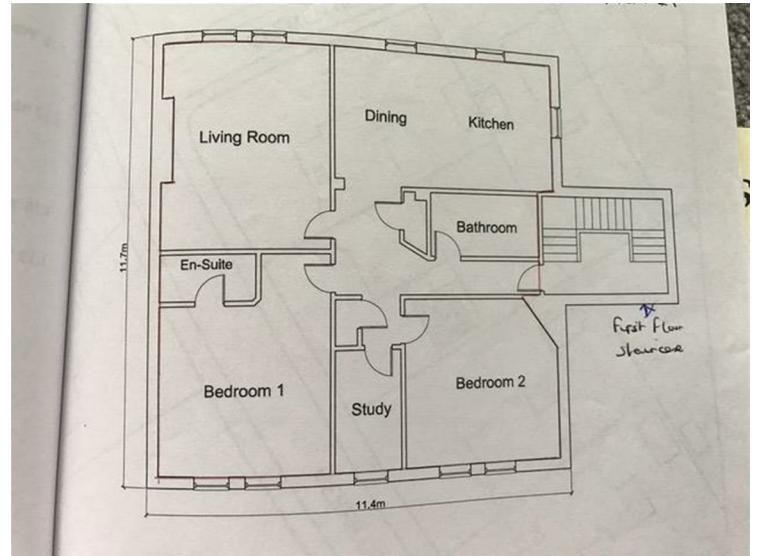 Dining
Kitchen
Living Room
Bathroom
En-Suite
11.7m
First Floor
staircase
Bedroom 1
Study
Bedroom 2
11.4m